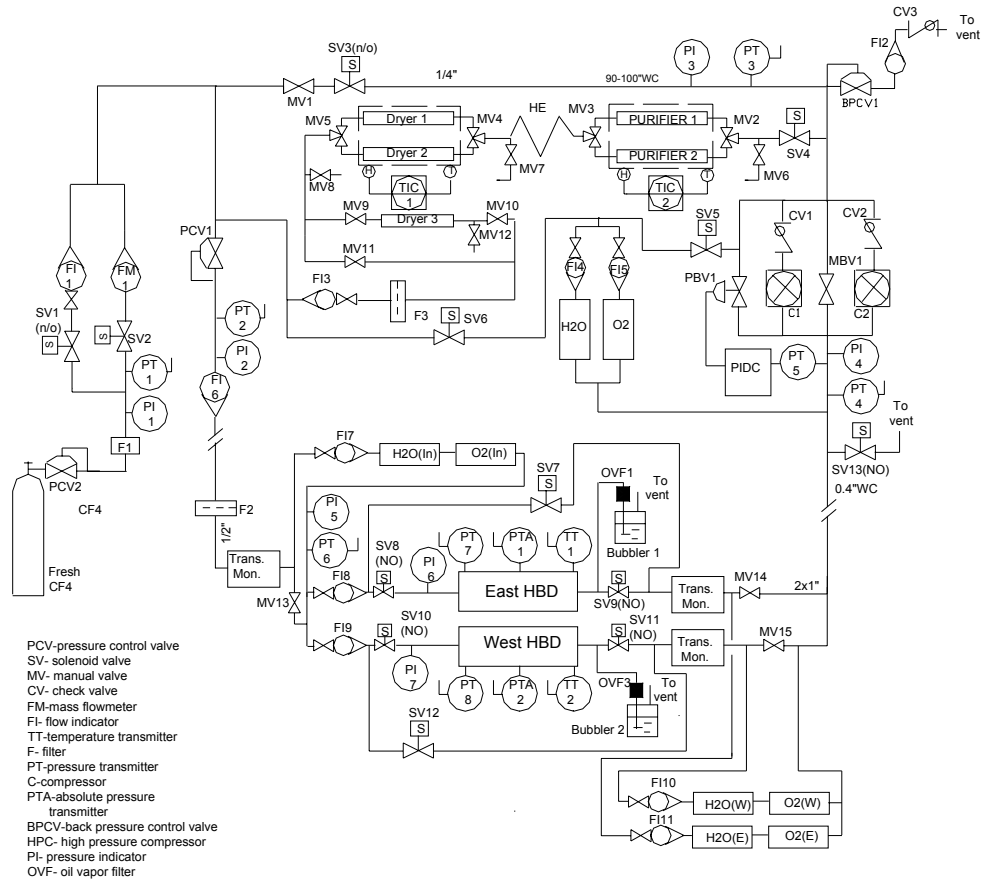 CV3
To
vent
FI2
BPCV1
SV3(n/o)
S
MV1
1/4"
90-100"WC
PI
3
PT
3
MV5
Dryer 1
Dryer 2
MV4
HE
MV3
PURIFIER 1
PURIFIER 2
MV2
S
SV4
MV7
MV6
H
T
TIC
1
H
T
TIC
2
MV8
MV9
Dryer 3
MV10
MV12
MV11
SV5
S
CV1
CV2
MBV1
PBV1
C1
C2
PCV1
FI
1
FM
1
SV1
(n/o)
S
S
SV2
PT
1
PI
1
F1
PCV2
CF4
Fresh
CF4
PT
2
PI
2
FI
6
FI3
F3
S
SV6
FI4
FI5
H2O
O2
PIDC
PT
5
PI
4
PT
4
To
vent
S
SV13(NO)
0.4"WC
F2
1/2"
Trans.
Mon.
MV13
FI7
H2O(In)
O2(In)
PI
5
PT
6
FI8
SV8
(NO)
S
PI
6
PT
7
PTA
1
TT
1
SV7
S
OVF1
To
vent
Bubbler 1
East HBD
S
SV9(NO)
Trans.
Mon.
MV14
2x1"
FI9
SV10
(NO)
S
PI
7
West HBD
SV11
(NO)
S
Trans.
Mon.
MV15
PT
8
PTA
2
TT
2
OVF3
To
vent
Bubbler 2
SV12
S
FI10
H2O(W)
O2(W)
FI11
H2O(E)
O2(E)
PCV-pressure control valve
SV- solenoid valve
MV- manual valve
CV- check valve
FM-mass flowmeter
FI- flow indicator
TT-temperature transmitter
F- filter
PT-pressure transmitter
C-compressor
PTA-absolute pressure
transmitter
BPCV-back pressure control valve
HPC- high pressure compressor
PI- pressure indicator
OVF- oil vapor filter